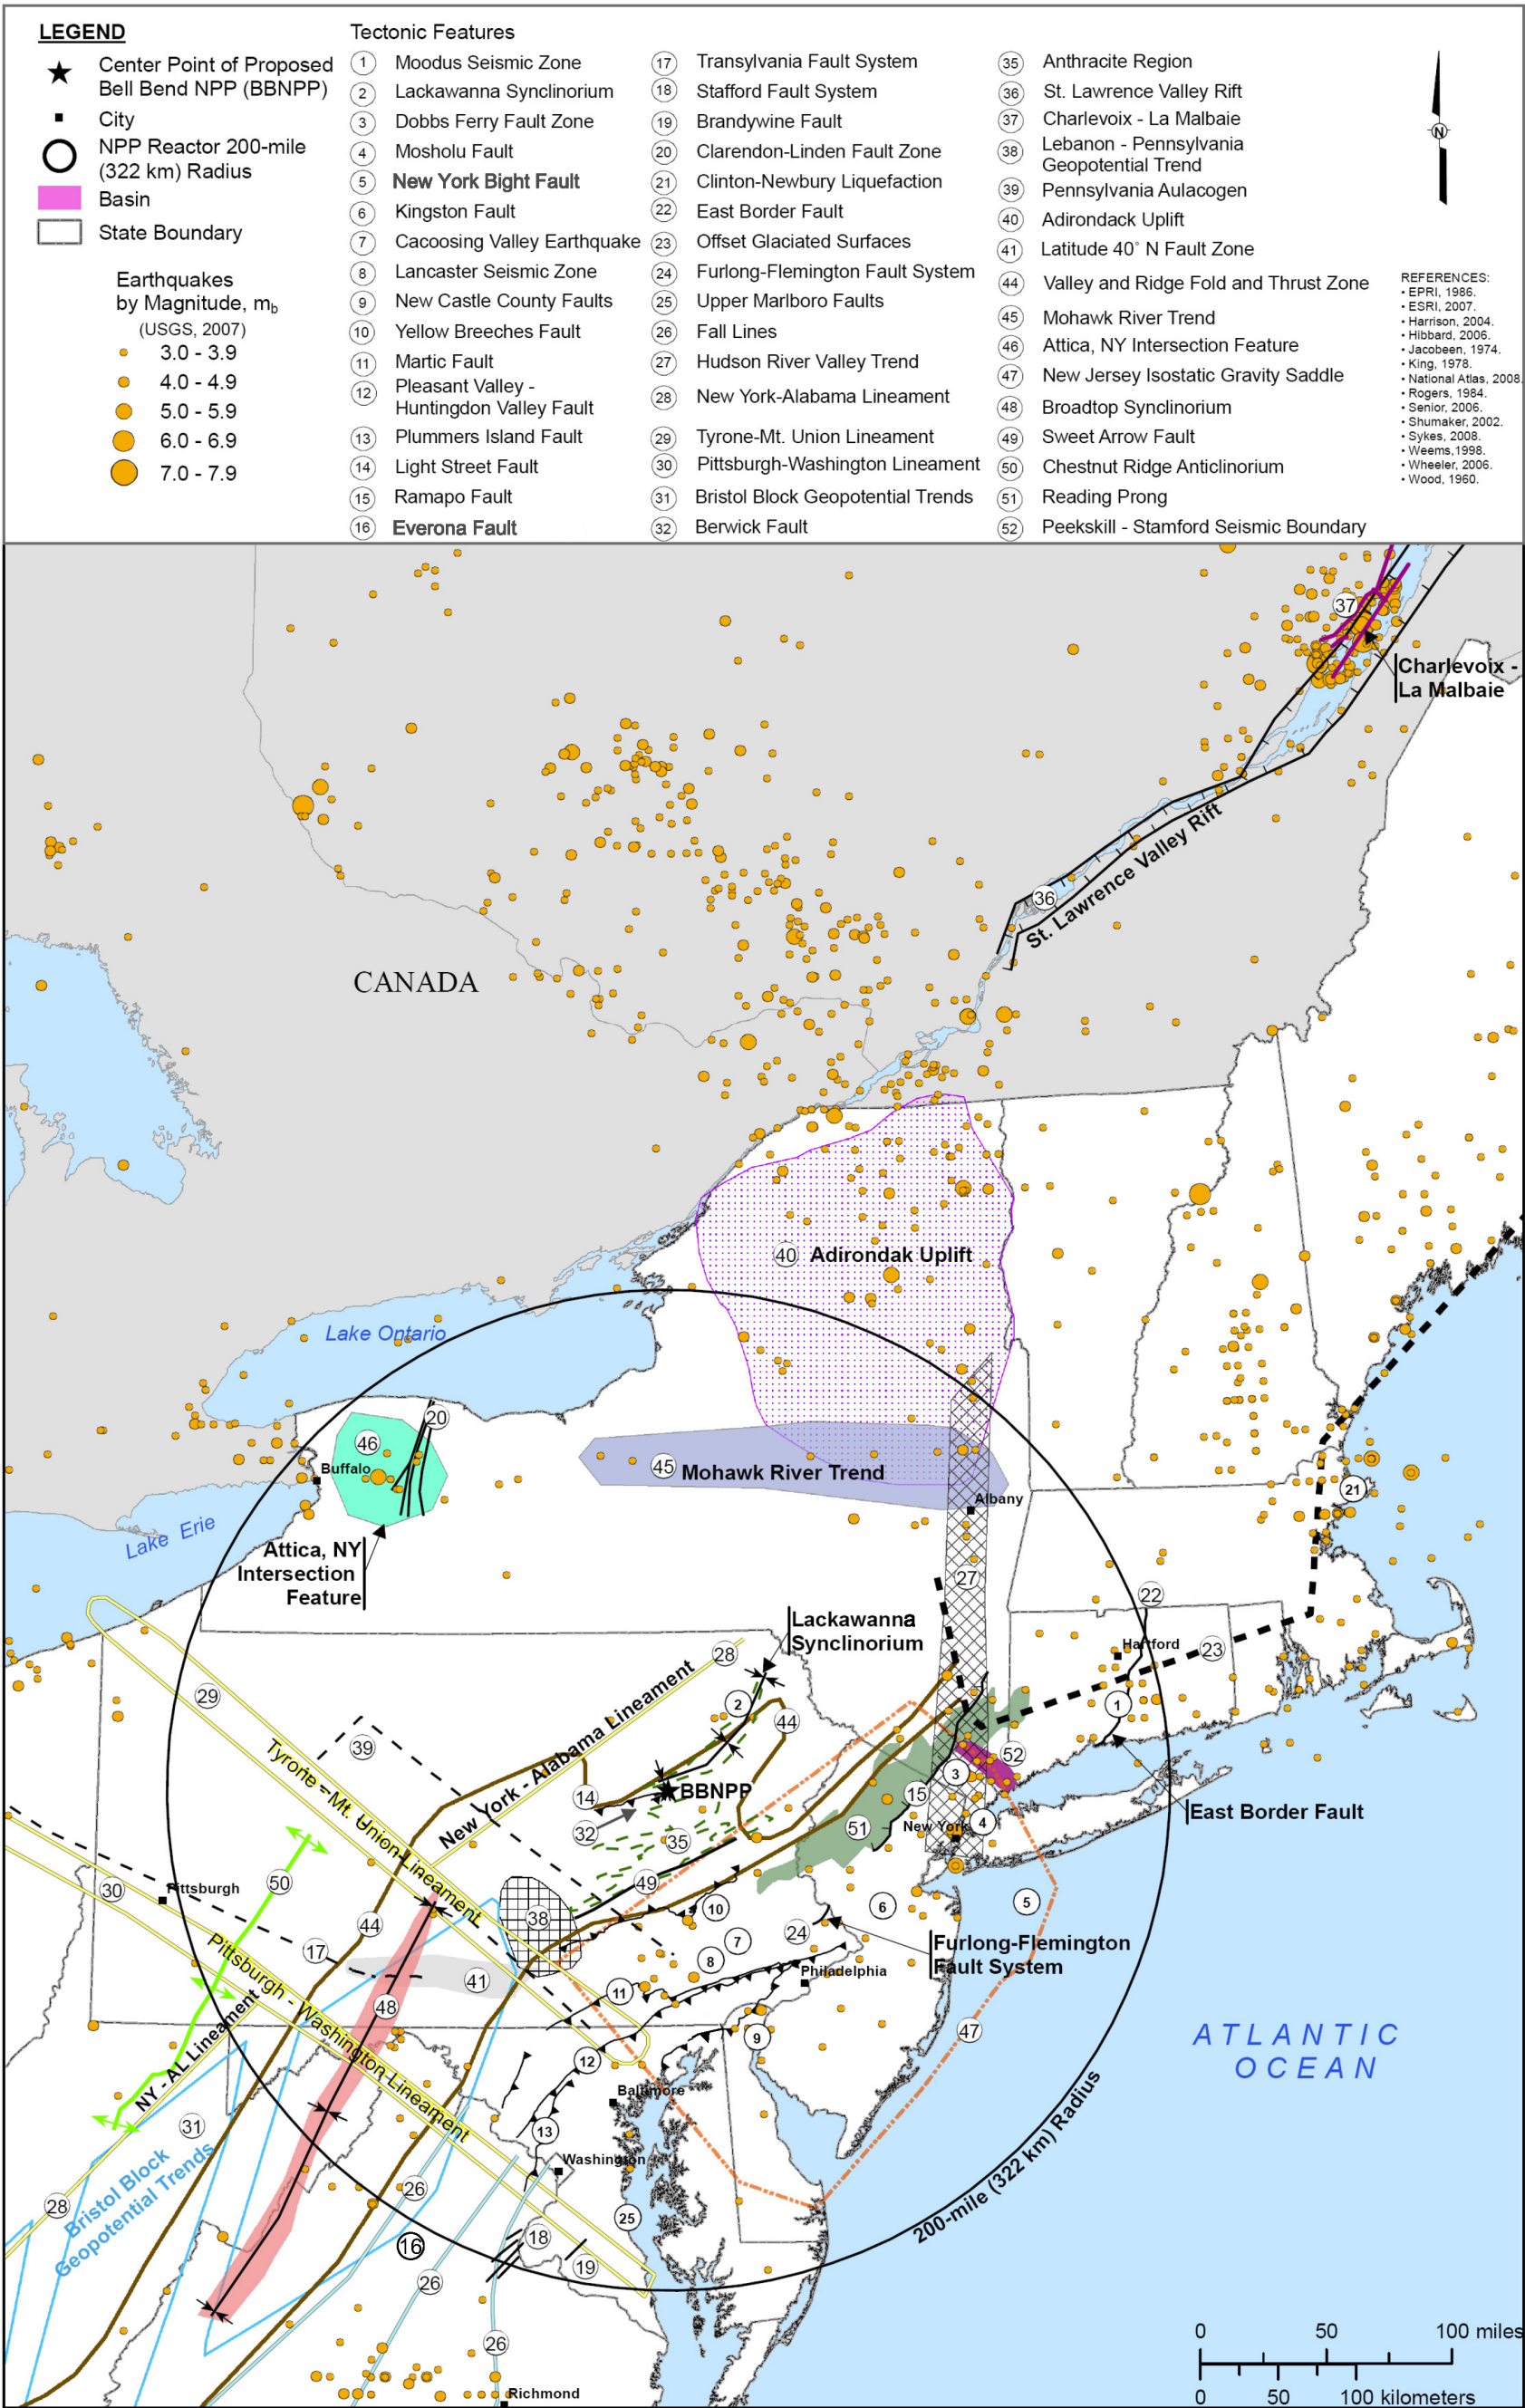 LEGEND
Center Point of Proposed
Bell Bend NPP (BBNPP)
City
NPP Reactor 200-mile
(322 km) Radius
Basin
State Boundary
Earthquakes
by Magnitude, mb
(USGS, 2007)
3.0 - 3.9
4.0 - 4.9
5.0 - 5.9
6.0 - 6.9
7.0 - 7.9
Tectonic Features
1 Moodus Seismic Zone
2 Lackawanna Synclinorium
3 Dobbs Ferry Fault Zone
4 Mosholu Fault
5 New York Bight Fault
6 Kingston Fault
7 Cacoosing Valley Earthquake
8 Lancaster Seismic Zone
9 New Castle County Faults
10 Yellow Breeches Fault
11 Martic Fault
12 Pleasant Valley -
Huntingdon Valley Fault
13 Plummers Island Fault
14 Light Street Fault
15 Ramapo Fault
16 Everona Fault
17 Transylvania Fault System
18 Stafford Fault System
19 Brandywine Fault
20 Clarendon-Linden Fault Zone
21 Clinton-Newbury Liquefaction
22 East Border Fault
23 Offset Glaciated Surfaces
24 Furlong-Flemington Fault System
25 Upper Marlboro Faults
26 Fall Lines
27 Hudson River Valley Trend
28 New York-Alabama Lineament
29 Tyrone-Mt. Union Lineament
30 Pittsburgh-Washington Lineament
31 Bristol Block Geopotential Trends
32 Berwick Fault
35 Anthracite Region
36 St. Lawrence Valley Rift
37 Charlevoix - La Malbaie
38 Lebanon - Pennsylvania
Geopotential Trend
39 Pennsylvania Aulacogen
40 Adirondack Uplift
41 Latitude 40° N Fault Zone
44 Valley and Ridge Fold and Thrust Zone
45 Mohawk River Trend
46 Attica, NY Intersection Feature
47 New Jersey Isostatic Gravity Saddle
48 Broadtop Synclinorium
49 Sweet Arrow Fault
50 Chestnut Ridge Anticlinorium
51 Reading Prong
52 Peekskill - Stamford Seismic Boundary
N
REFERENCES:
• EPRI, 1986.
• ESRI, 2007.
• Harrison, 2004.
• Hibbard, 2006.
• Jacobeen, 1974.
• King, 1978.
• National Atlas, 2008.
• Rogers, 1984.
• Senior, 2006.
• Shumaker, 2002.
• Sykes, 2008.
• Weems,1998.
• Wheeler, 2006.
• Wood, 1960.
37
Charlevoix -
La Malbaie
36
St. Lawrence Valley Rift
CANADA
40 Adirondak Uplift
Lake Ontario
20
46
Buffalo
45 Mohawk River Trend
Albany
21
Lake Erie
Attica, NY
Intersection
Feature
27
22
Lackawanna
Synclinorium
Hartford
23
28
29
2
44
1
39
Tyrone - Mt. Union Lineament
New York - Alabama Lineament
52
3
14
BBNPP
15
32
35
51
New York
4
East Border Fault
50
30
Pittsburgh
49
38
10
6
5
44
24
7
17
Pittsburgh - Washington Lineament
8
Furlong-Flemington
Fault System
41
Philadelphia
11
48
47
9
NY - AL Lineament
12
ATLANTIC
OCEAN
Baltimore
31
13
Bristol Block
Geopotential Trends
Washington
26
28
25
200-mile (322 km) Radius
16
18
19
26
26
Richmond
0 50 100 miles
0 50 100 kilometers